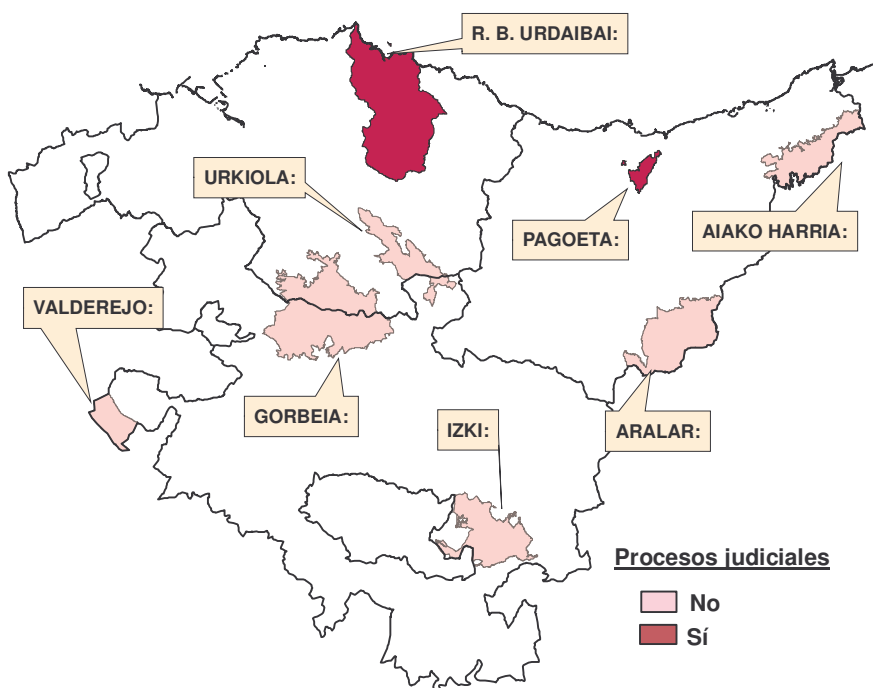 R. B. URDAIBAI:
URKIOLA:
PAGOETA:
AIAKO HARRIA:
VALDEREJO:
GORBEIA:
IZKI:
ARALAR:
Procesos judiciales
No
Sí